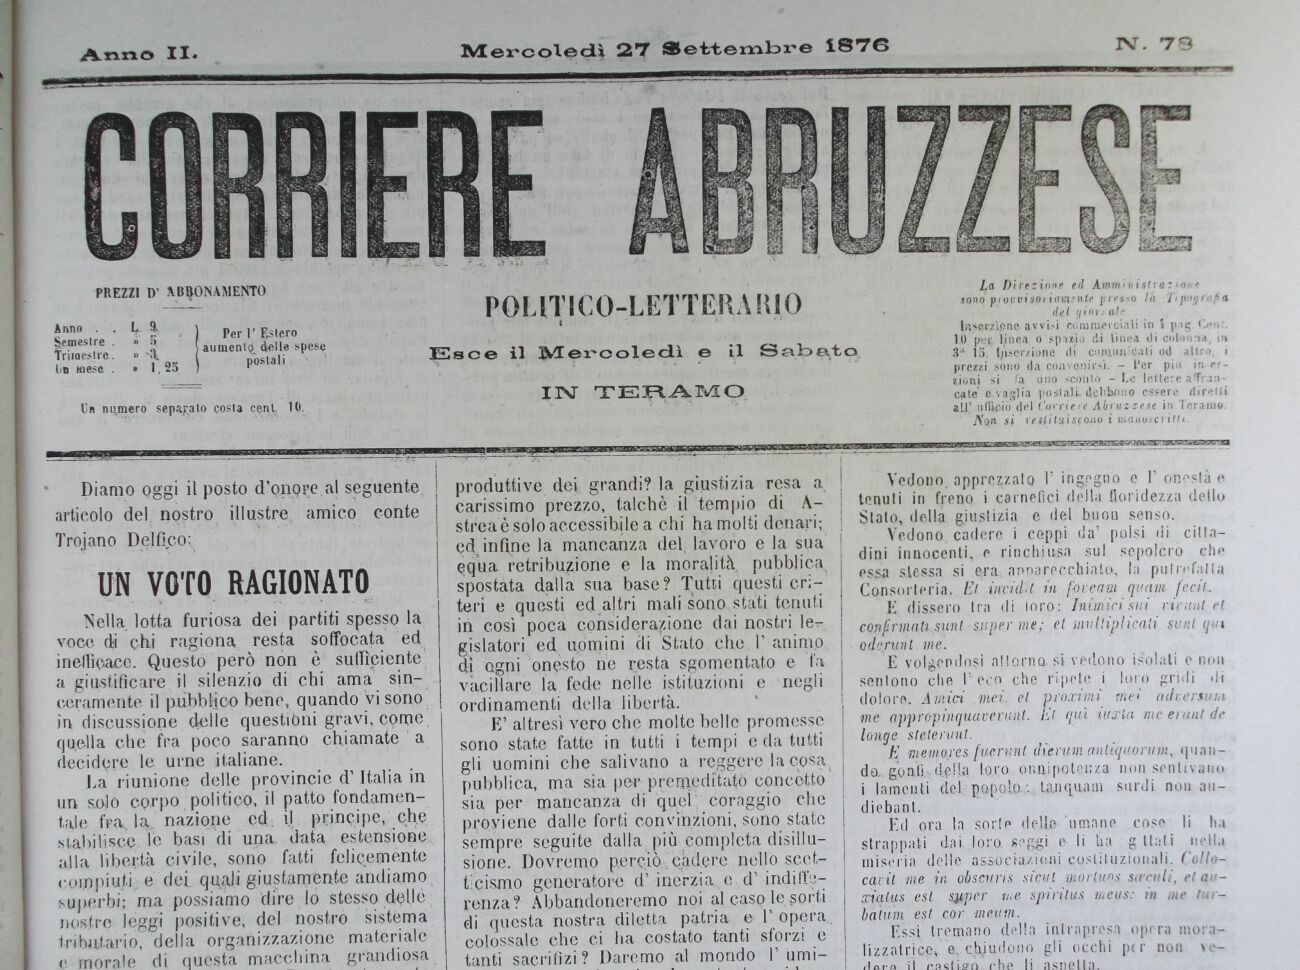 Anno II.
Mercoledì 27 Settembre 1876
N. 78
CORRIERE ABRUZZESE
PREZZI D' ABBONAMENTO
Anno . . L. 9
Semestre . » 5
Trimestre . » 3
Un mese . » 1, 25
Per l' Estero
aumento delle spese
postali
Un numero separato costa cent. 10.
POLITICO-LETTERARIO
Esce il Mercoledì e il Sabato
IN TERAMO
La Direzione ed Amministrazione
sono provvisoriamente presso la Tipografia
del giornale
Inserzione avvisi commerciali in 4 pag. Cent.
10 per linea o spazio di linea di colonna, in
3ª 15. Inserzione di comunicati od altro, i
prezzi sono da convenirsi. - Per più inser-
zioni si fa uno sconto - Le lettere affran-
cate e vaglia postali debbono essere diretti
all' ufficio del Corriere Abruzzese in Teramo.
Non si restituiscono i manoscritti.
Diamo oggi il posto d'onore al seguente
articolo del nostro illustre amico conte
Trojano Delfico:
UN VOTO RAGIONATO
Nella lotta furiosa dei partiti spesso la
voce di chi ragiona resta soffocata ed
inefficace. Questo però non è sufficiente
a giustificare il silenzio di chi ama sin-
ceramente il pubblico bene, quando vi sono
in discussione delle questioni gravi, come
quella che fra poco saranno chiamate a
decidere le urne italiane.
La riunione delle provincie d' Italia in
un solo corpo politico, il patto fondamen-
tale fra la nazione ed il principe, che
stabilisce le basi di una data estensione
alla libertà civile, sono fatti felicemente
compiuti e dei quali giustamente andiamo
superbi; ma possiamo dire lo stesso delle
nostre leggi positive, del nostro sistema
tributario, della organizzazione materiale
e morale di questa macchina grandiosa
produttive dei grandi? la giustizia resa a
carissimo prezzo, talchè il tempio di A-
strea è solo accessibile a chi ha molti denari;
ed infine la mancanza del lavoro e la sua
equa retribuzione e la moralità pubblica
spostata dalla sua base? Tutti questi cri-
teri e questi ed altri mali sono stati tenuti
in così poca considerazione dai nostri le-
gislatori ed uomini di Stato che l' animo
di ogni onesto ne resta sgomentato e fa
vacillare la fede nelle istituzioni e negli
ordinamenti della libertà.
E' altresì vero che molte belle promesse
sono state fatte in tutti i tempi e da tutti
gli uomini che salivano a reggere la cosa
pubblica, ma sia per premeditato concetto
sia per mancanza di quel coraggio che
proviene dalle forti convinzioni, sono state
sempre seguite dalla più completa disillu-
sione. Dovremo perciò cadere nello scet-
ticismo generatore d' inerzia e d' indiffe-
renza? Abbandoneremo noi al caso le sorti
di questa nostra diletta patria e l' opera
colossale che ci ha costato tanti sforzi e
tanti sacrifizi? Daremo al mondo l' umi-
Vedono apprezzato l' ingegno e l' onestà e
tenuti in freno i carnefici della floridezza dello
Stato, della giustizia e del buon senso.
Vedono cadere i ceppi da' polsi di citta-
dini innocenti, e rinchiusa sul sepolcro che
essa stessa si era apparecchiato, la putrefatta
Consorteria. Et incidit in foveam quam fecit.
E dissero tra di loro: Inimici sui vicunt et
confirmati sunt super me; et multiplicati sunt qui
oderunt me.
E volgendosi attorno si vedono isolati e non
sentono che l' eco che ripete i loro gridi di
dolore. Amici mei et proximi mei adversum
me appropinquaverunt. Et qui iuxta me erant de
longe steterunt.
E memores fuerunt dierum antiquorum, quan-
do gonfi della loro onnipotenza non sentivano
i lamenti del popolo: tanquam surdi non au-
diebant.
Ed ora la sorte delle umane cose li ha
strappati dai loro seggi e li ha gittati nella
miseria delle associazioni costituzionali. Collo-
cavit me in obscuris sicut mortuos sæculi, et an-
xiatus est super me spiritus meus: in me tur-
batum est cor meum.
Essi tremano della intrapresa opera mora-
lizzatrice, e chiudono gli occhi per non ve-
dere il castigo che li aspetta.